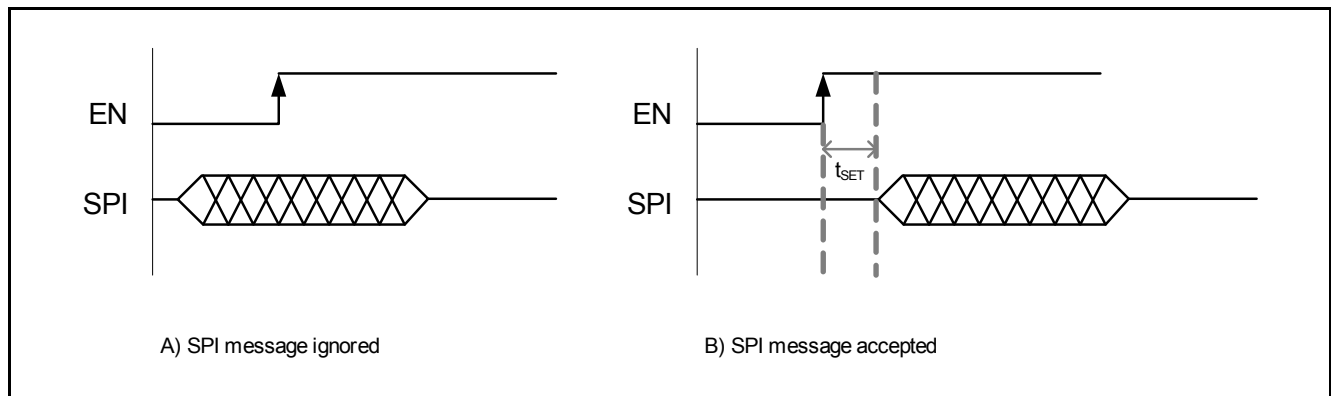 EN
SPI
A) SPI message ignored
EN
tSET
SPI
B) SPI message accepted